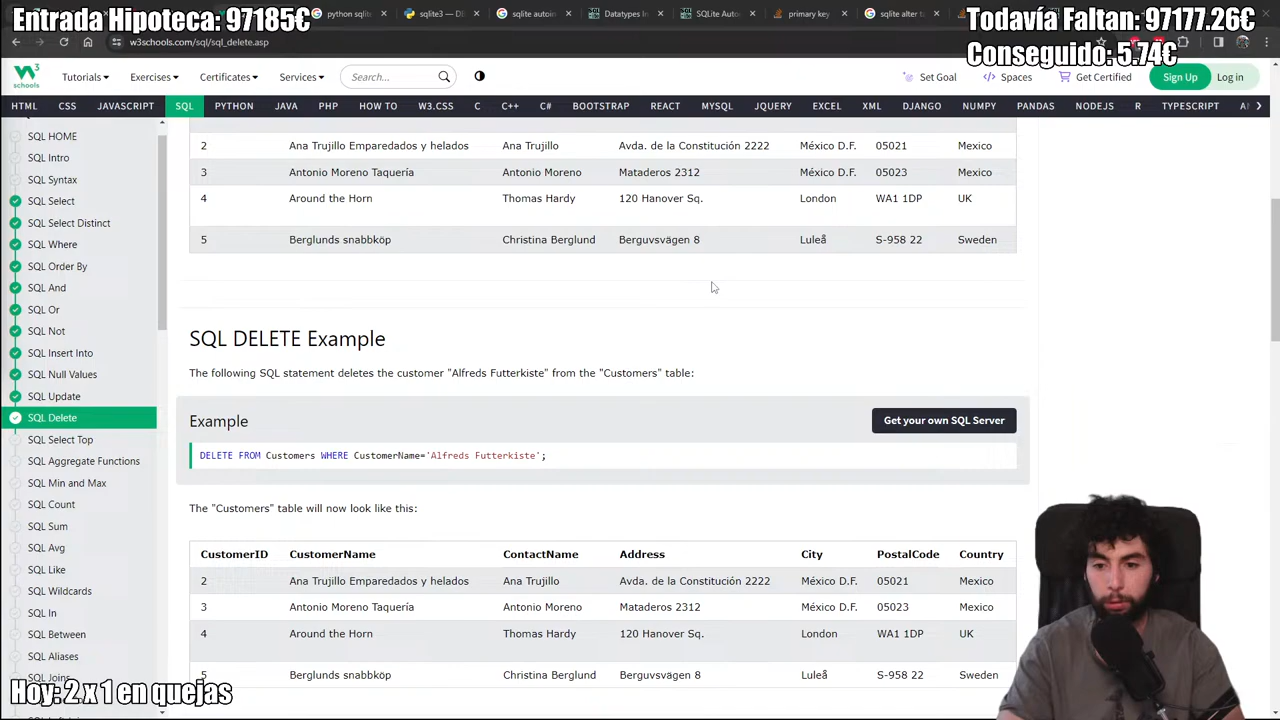 Entrada Hipoteca: 97185€
Todavía Faltan: 97177.26€
Conseguido: 5.74€
python sqlite
sqlite3 —
sqlite autoin
Datatypes In
SQLite Auto
primary key
sqlite alter
w3schools.com/sql/sql_delete.asp
W3 schools
Tutorials
Exercises
Certificates
Services
Search...
Set Goal
Spaces
Get Certified
Sign Up
Log in
HTML CSS JAVASCRIPT SQL PYTHON JAVA PHP HOW TO W3.CSS C C++ C# BOOTSTRAP REACT MYSQL JQUERY EXCEL XML DJANGO NUMPY PANDAS NODEJS R TYPESCRIPT
SQL HOME
SQL Intro
SQL Syntax
SQL Select
SQL Select Distinct
SQL Where
SQL Order By
SQL And
SQL Or
SQL Not
SQL Insert Into
SQL Null Values
SQL Update
SQL Delete
SQL Select Top
SQL Aggregate Functions
SQL Min and Max
SQL Count
SQL Sum
SQL Avg
SQL Like
SQL Wildcards
SQL In
SQL Between
SQL Aliases
SQL Joins
2 Ana Trujillo Emparedados y helados Ana Trujillo Avda. de la Constitución 2222 México D.F. 05021 Mexico
3 Antonio Moreno Taquería Antonio Moreno Mataderos 2312 México D.F. 05023 Mexico
4 Around the Horn Thomas Hardy 120 Hanover Sq. London WA1 1DP UK
5 Berglunds snabbköp Christina Berglund Berguvsvägen 8 Luleå S-958 22 Sweden
SQL DELETE Example
The following SQL statement deletes the customer "Alfreds Futterkiste" from the "Customers" table:
Example
Get your own SQL Server
DELETE FROM Customers WHERE CustomerName='Alfreds Futterkiste';
The "Customers" table will now look like this:
CustomerID CustomerName ContactName Address City PostalCode Country
2 Ana Trujillo Emparedados y helados Ana Trujillo Avda. de la Constitución 2222 México D.F. 05021 Mexico
3 Antonio Moreno Taquería Antonio Moreno Mataderos 2312 México D.F. 05023 Mexico
4 Around the Horn Thomas Hardy 120 Hanover Sq. London WA1 1DP UK
5 Berglunds snabbköp Christina Berglund Berguvsvägen 8 Luleå S-958 22 Sweden
Hoy: 2 x 1 en quejas